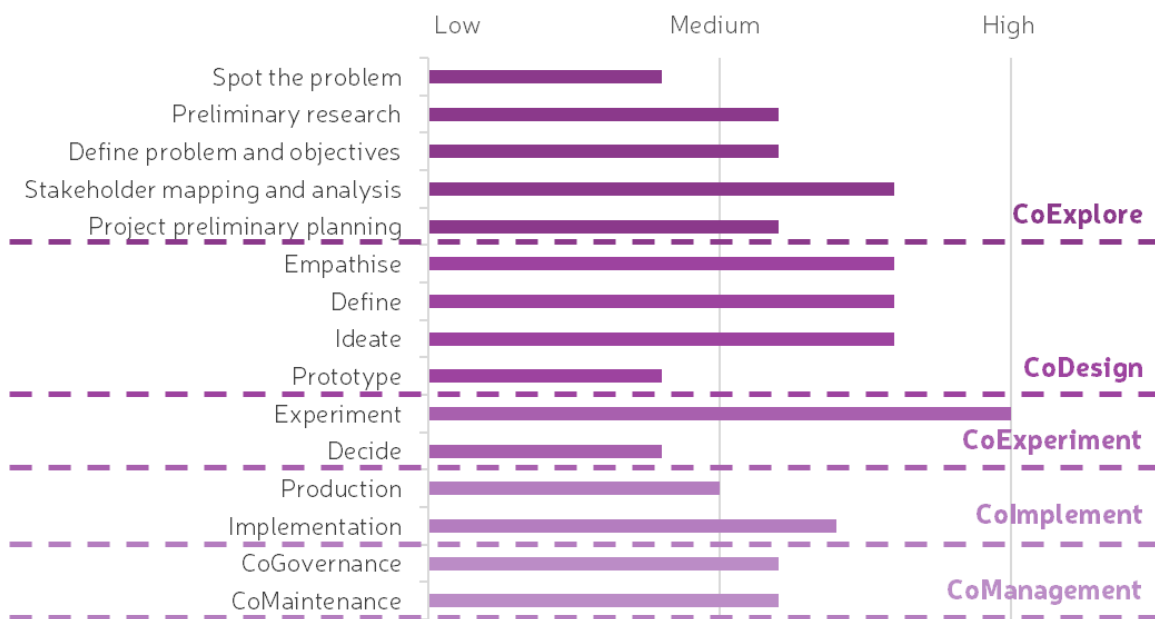 Low Medium High
Spot the problem
Preliminary research
Define problem and objectives
Stakeholder mapping and analysis
CoExplore
Project preliminary planning
Empathise
Define
Ideate
CoDesign
Prototype
Experiment
CoExperiment
Decide
Production
CoImplement
Implementation
CoGovernance
CoManagement
CoMaintenance